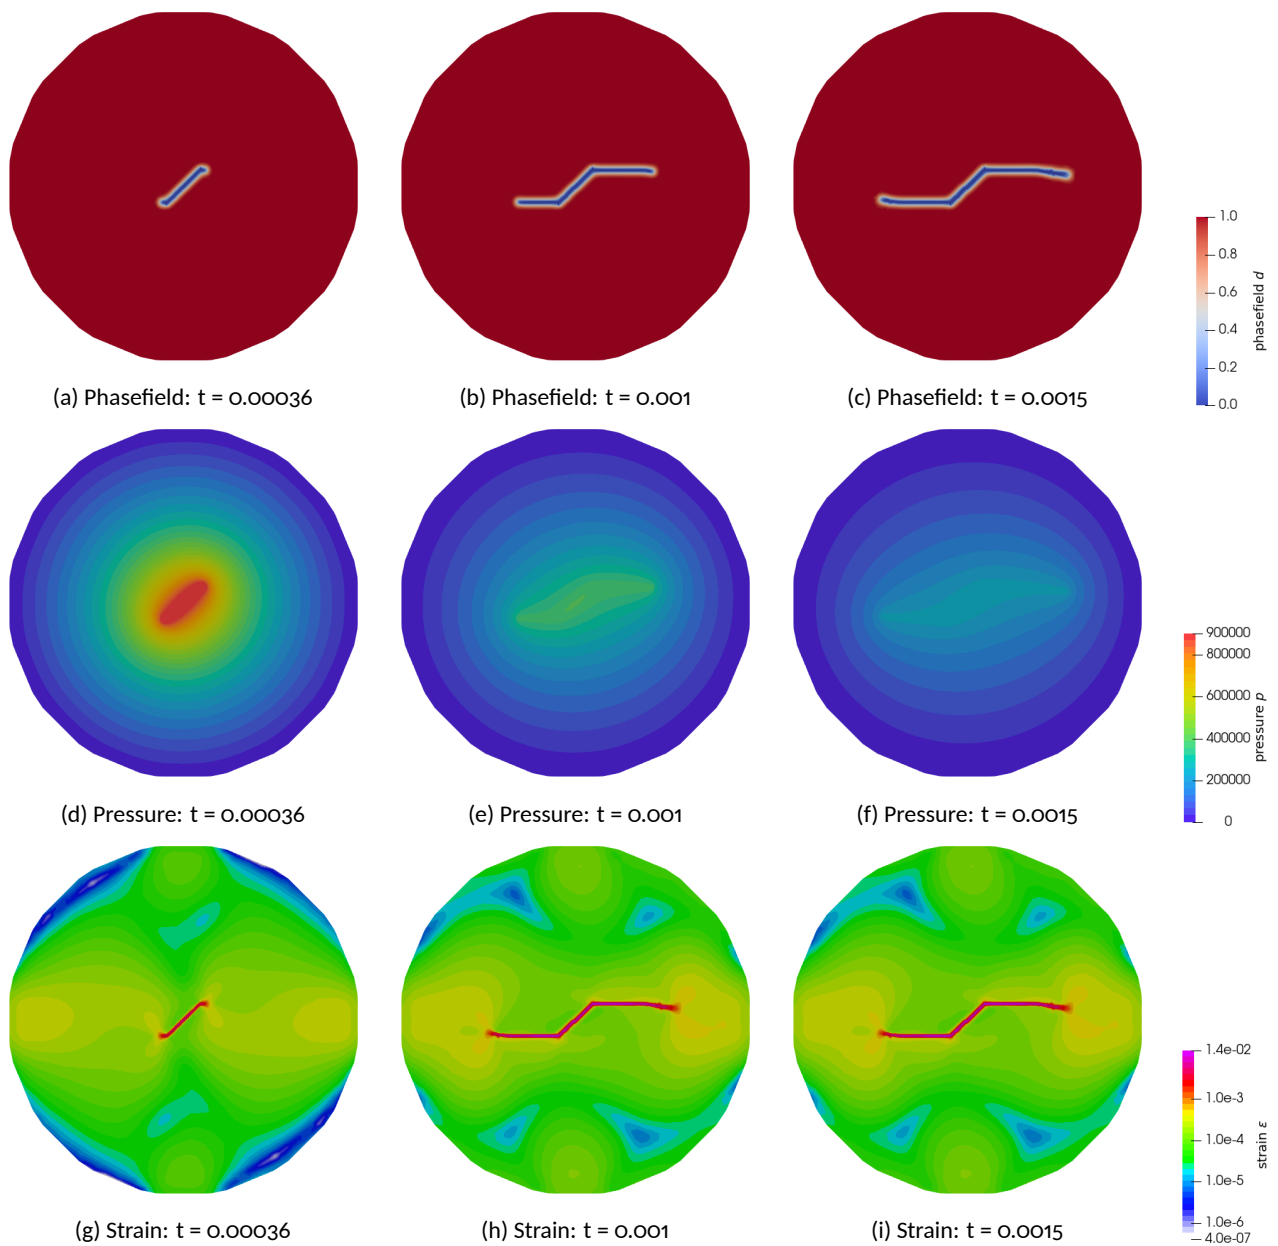 1.0
0.8
0.6
0.4
0.2
0.0
phasefield d
(a) Phasefield: t = 0.00036
(b) Phasefield: t = 0.001
(c) Phasefield: t = 0.0015
900000
800000
600000
400000
200000
0
pressure p
(d) Pressure: t = 0.00036
(e) Pressure: t = 0.001
(f) Pressure: t = 0.0015
1.4e-02
1.0e-3
1.0e-4
1.0e-5
1.0e-6
4.0e-07
strain ε
(g) Strain: t = 0.00036
(h) Strain: t = 0.001
(i) Strain: t = 0.0015